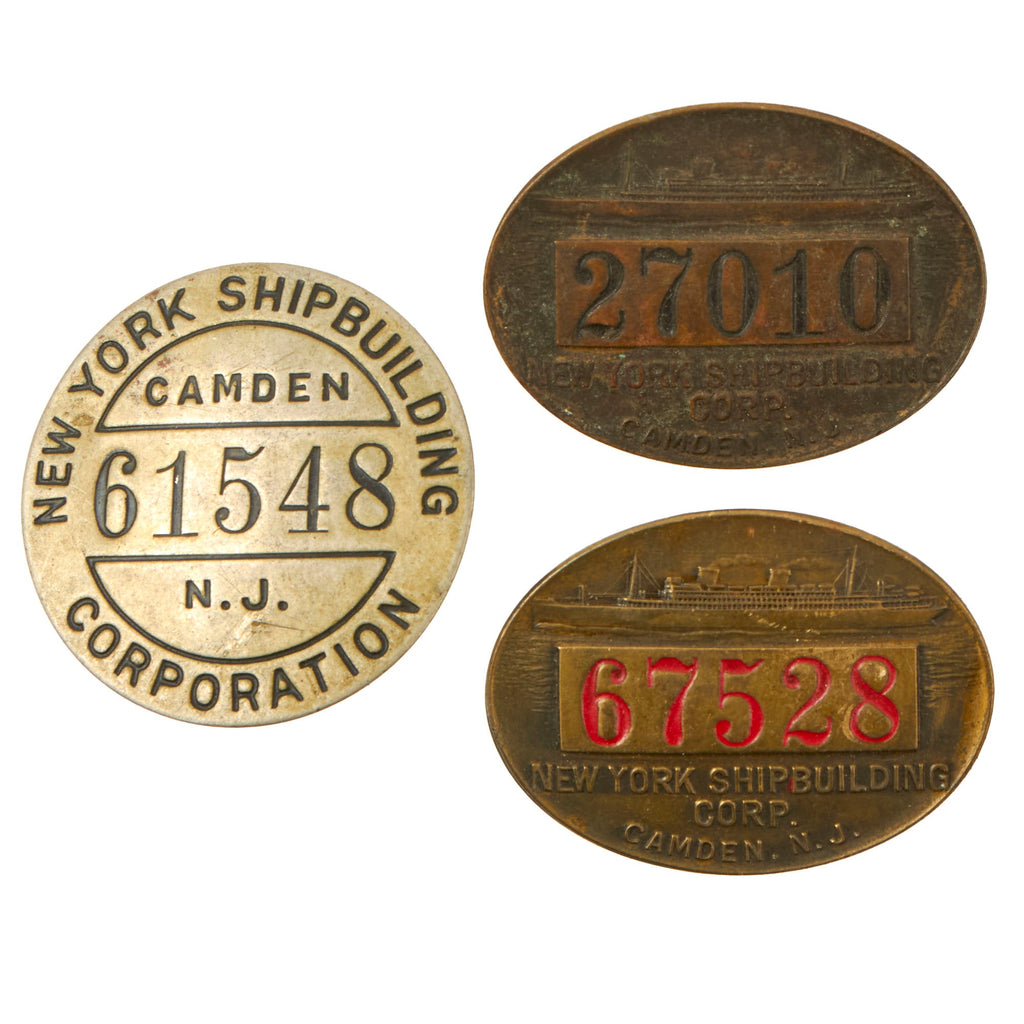 NEW YORK SHIPBUILDING
CAMDEN
61548
N.J.
CORPORATION
27010
NEW YORK SHIPBUILDING
CORP.
CAMDEN, N.J.
67528
NEW YORK SHIPBUILDING
CORP.
CAMDEN. N.J.